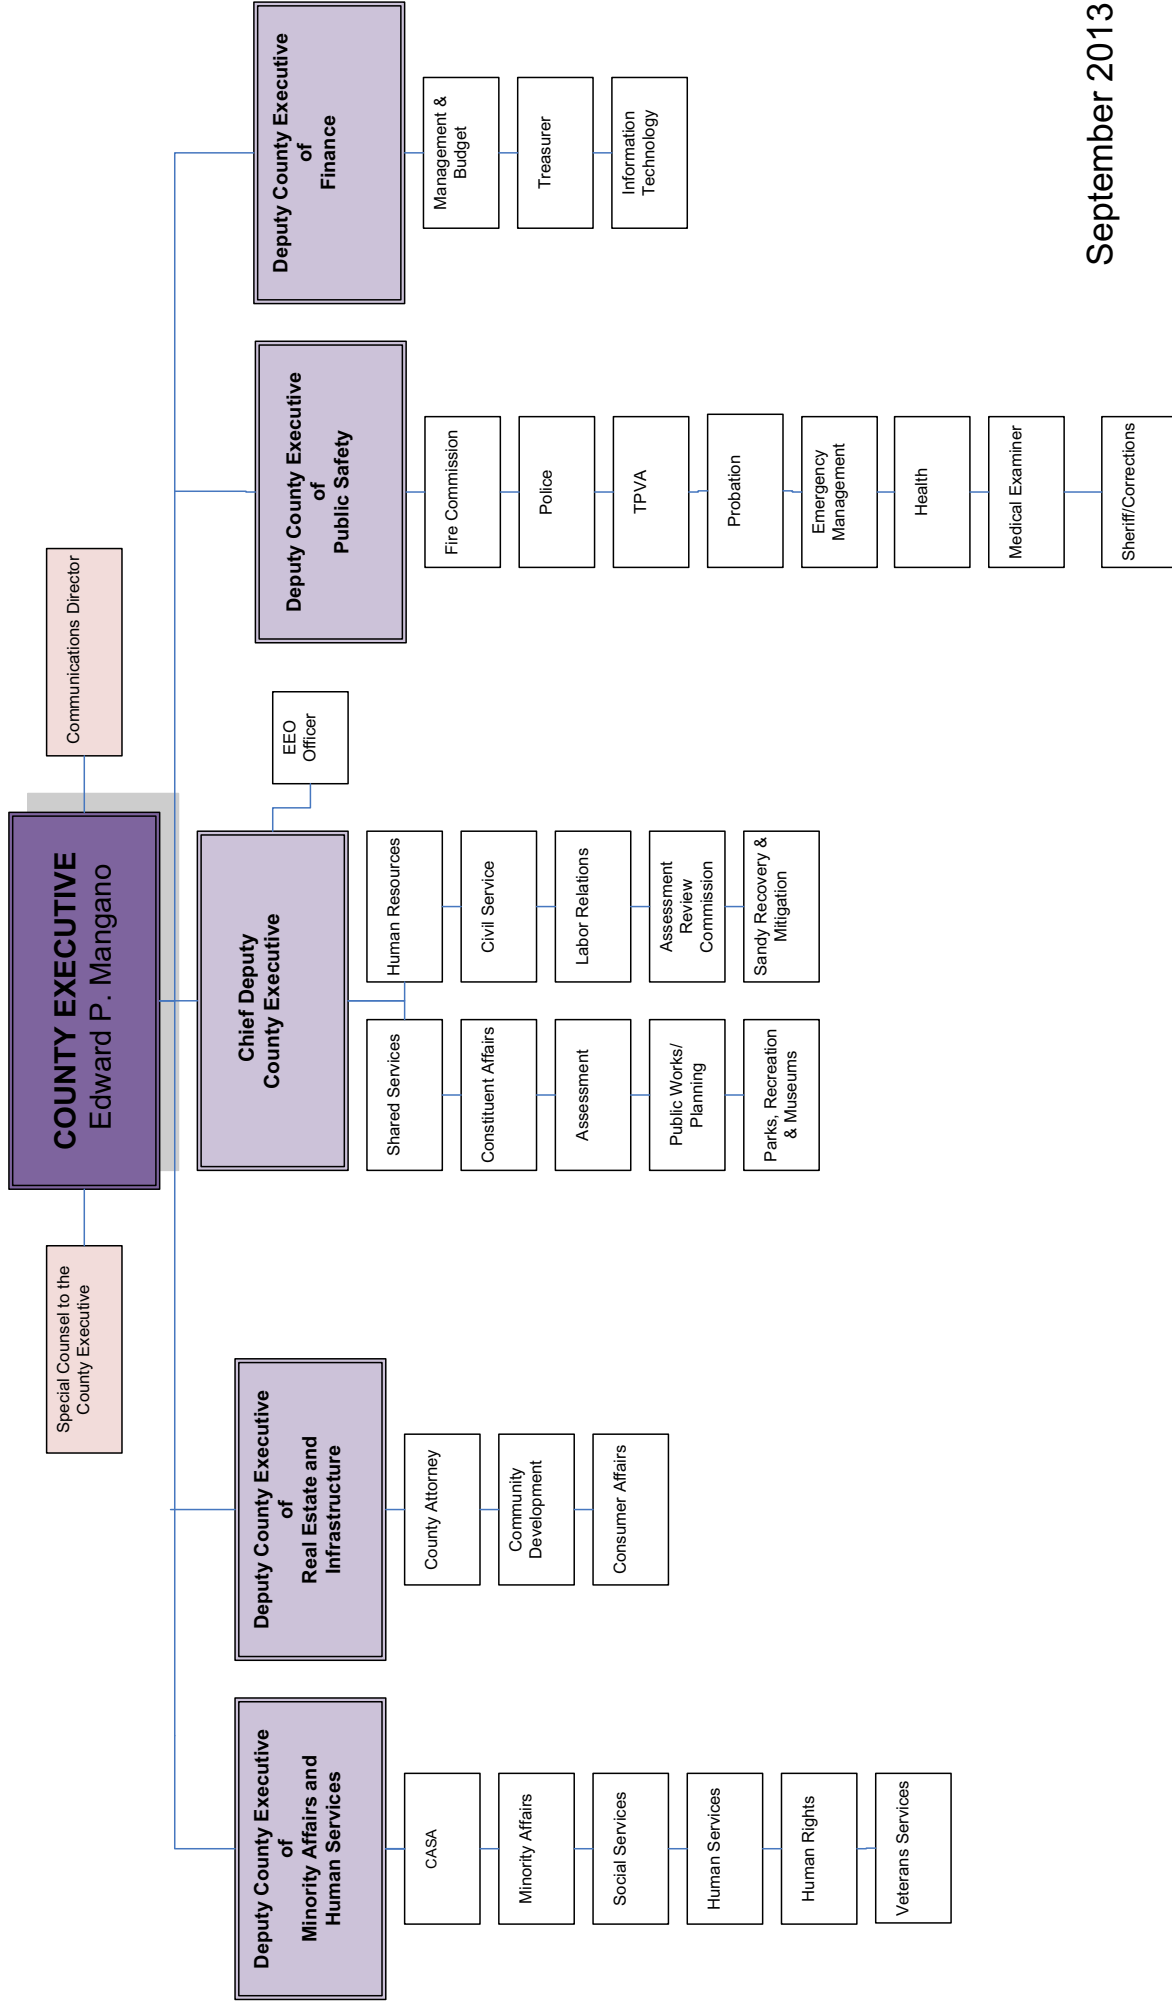 COUNTY EXECUTIVE
Edward P. Mangano
Special Counsel to the
County Executive
Communications Director
Deputy County Executive
of
Minority Affairs and
Human Services
CASA
Minority Affairs
Social Services
Human Services
Human Rights
Veterans Services
Deputy County Executive
of
Real Estate and
Infrastructure
County Attorney
Community
Development
Consumer Affairs
Chief Deputy
County Executive
EEO
Officer
Shared Services
Constituent Affairs
Assessment
Public Works/
Planning
Parks, Recreation
& Museums
Human Resources
Civil Service
Labor Relations
Assessment
Review
Commission
Sandy Recovery &
Mitigation
Deputy County Executive
of
Public Safety
Fire Commission
Police
TPVA
Probation
Emergency
Management
Health
Medical Examiner
Sheriff/Corrections
Deputy County Executive
of
Finance
Management &
Budget
Treasurer
Information
Technology
September 2013